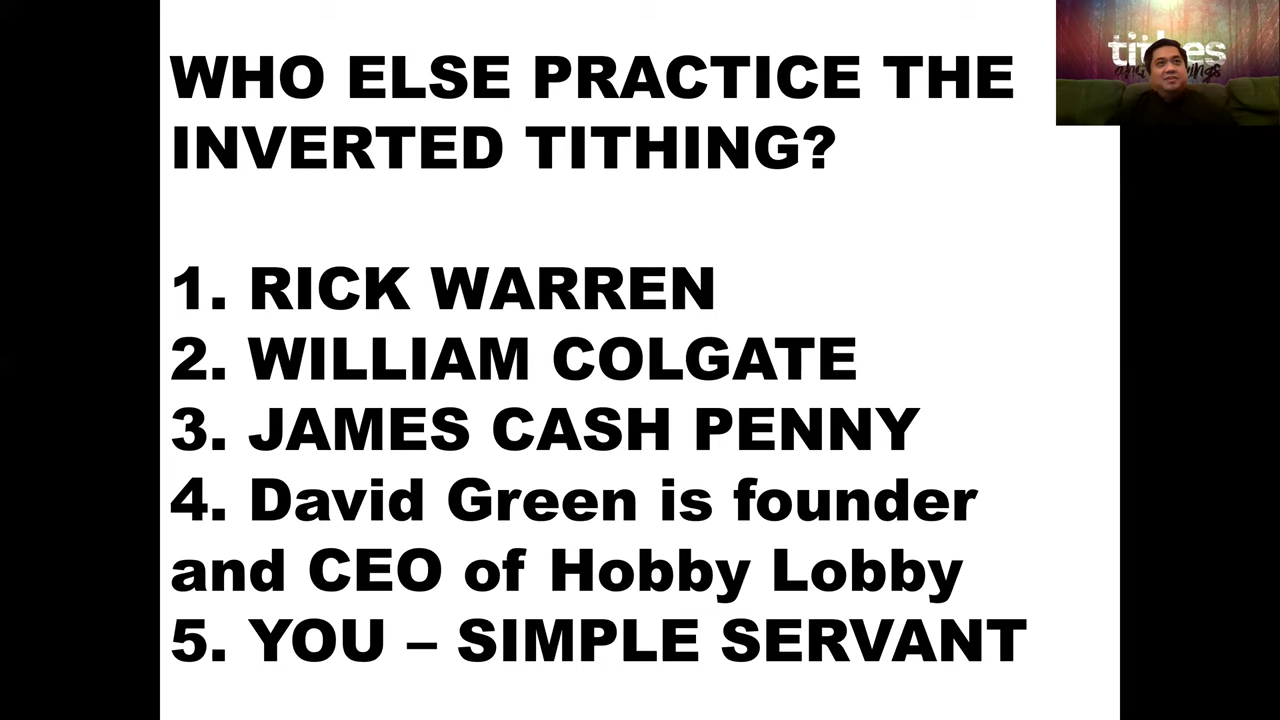 WHO ELSE PRACTICE THE
INVERTED TITHING?
1. RICK WARREN
2. WILLIAM COLGATE
3. JAMES CASH PENNY
4. David Green is founder
and CEO of Hobby Lobby
5. YOU – SIMPLE SERVANT